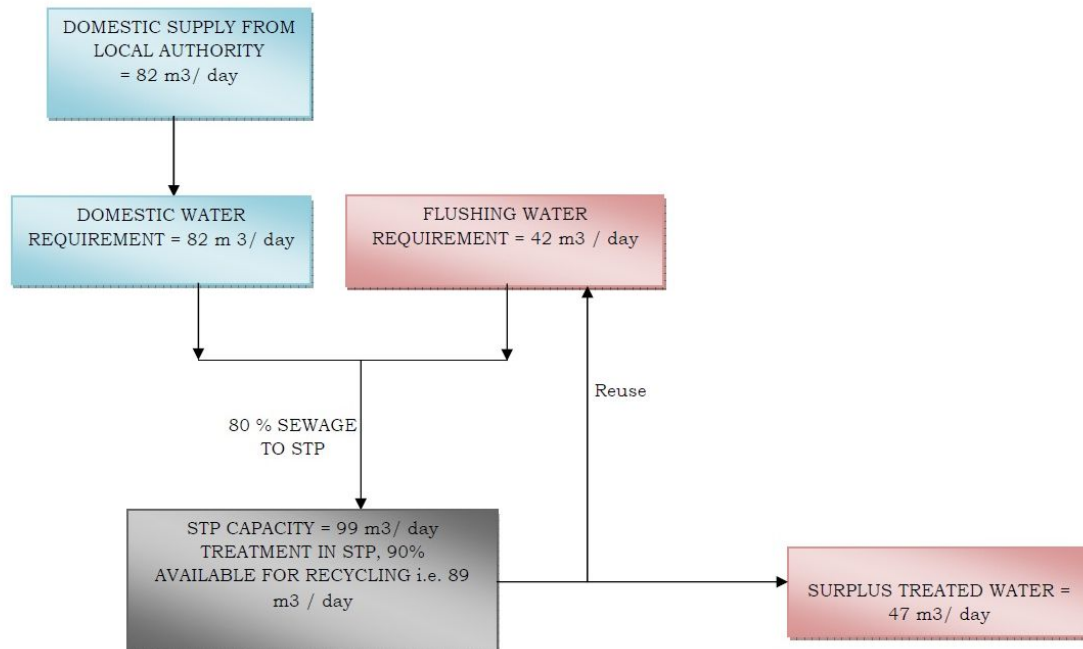 DOMESTIC SUPPLY FROM
LOCAL AUTHORITY
= 82 m3/ day
DOMESTIC WATER
REQUIREMENT = 82 m 3/ day
FLUSHING WATER
REQUIREMENT = 42 m3 / day
Reuse
80 % SEWAGE
TO STP
STP CAPACITY = 99 m3/ day
TREATMENT IN STP, 90%
AVAILABLE FOR RECYCLING i.e. 89
m3 / day
SURPLUS TREATED WATER =
47 m3/ day